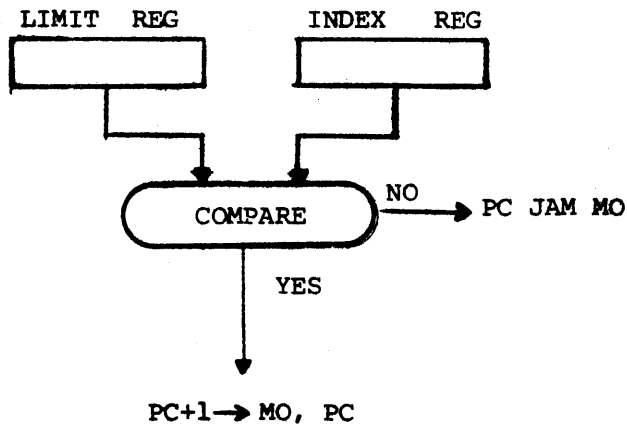 LIMIT REG
INDEX REG
COMPARE
NO
PC JAM MO
YES
PC+1→MO, PC